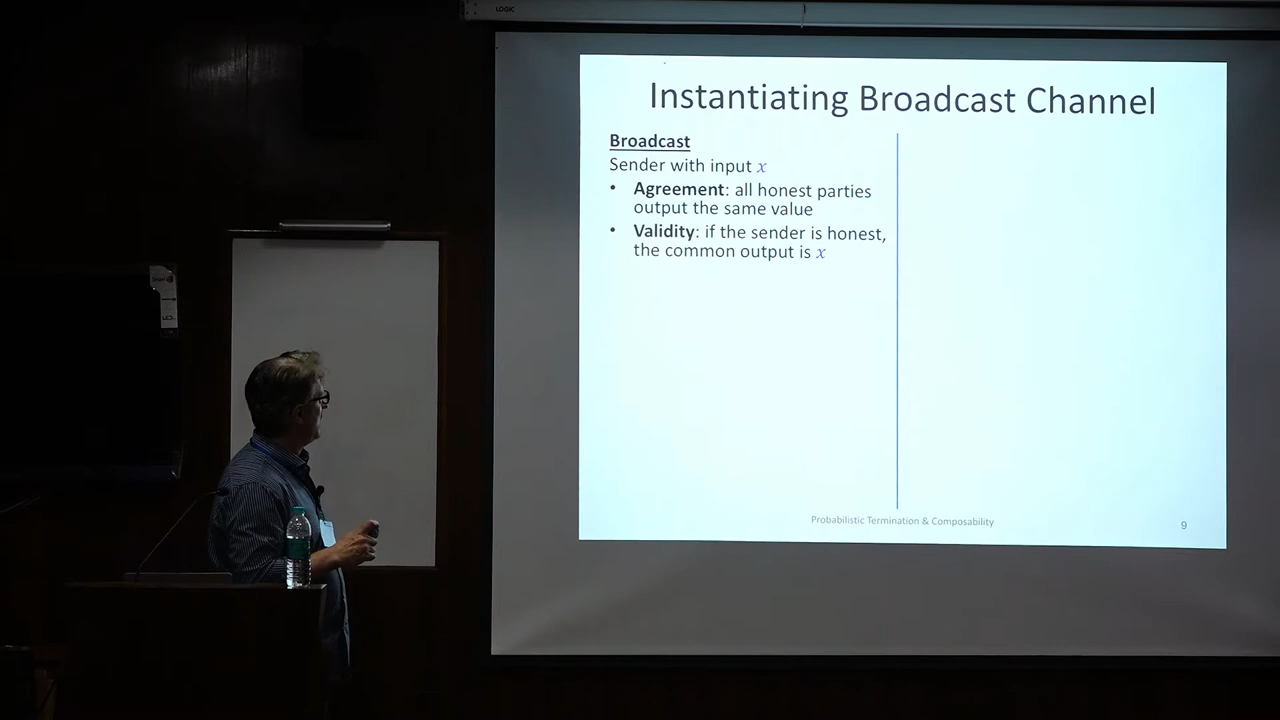 LOGIC
Instantiating Broadcast Channel
Broadcast
Sender with input x
• Agreement: all honest parties
output the same value
• Validity: if the sender is honest,
the common output is x
Probabilistic Termination & Composability
9